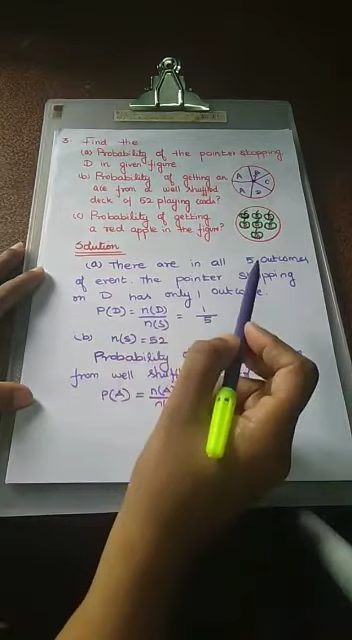 3. Find the
(a) Probability of the pointer stopping
D in given figure
(b) Probability of getting an
ace from a well shuffled
deck of 52 playing cards?
(c) Probability of getting
a red apple in the figure?
A
B
C
A
D
Solution
(a) There are in all 5 outcomes
of event. The pointer stopping
on D has only 1 outcome.
P(D) = n(D)/n(S) = 1/5
(b) n(S) = 52
Probability
from well
P(A) =